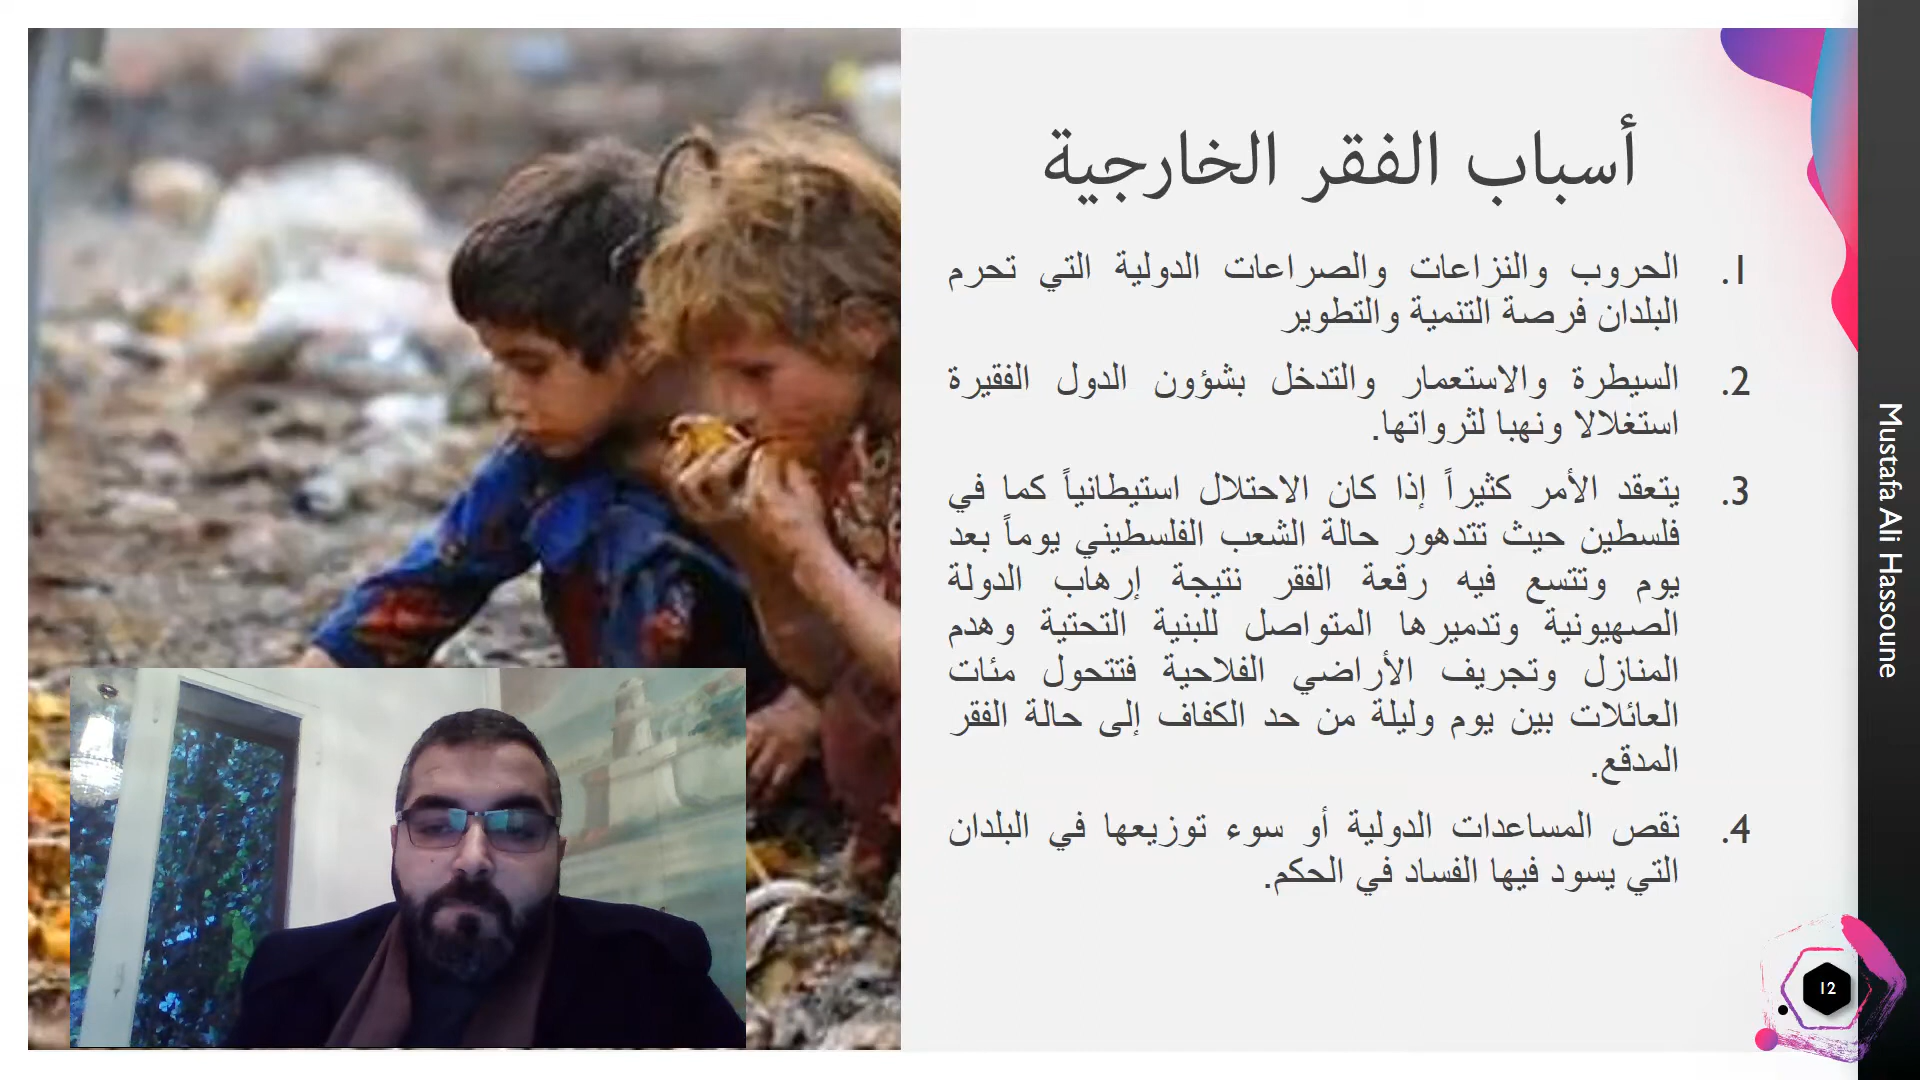 أسباب الفقر الخارجية
1. الحروب والنزاعات والصراعات الدولية التي تحرم
البلدان فرصة التنمية والتطوير
2. السيطرة والاستعمار والتدخل بشؤون الدول الفقيرة
استغلالا ونهبا لثرواتها.
3. يتعقد الأمر كثيراً إذا كان الاحتلال استيطانياً كما في
فلسطين حيث تتدهور حالة الشعب الفلسطيني يوماً بعد
يوم وتتسع فيه رقعة الفقر نتيجة إرهاب الدولة
الصهيونية وتدميرها المتواصل للبنية التحتية وهدم
المنازل وتجريف الأراضي الفلاحية فتتحول مئات
العائلات بين يوم وليلة من حد الكفاف إلى حالة الفقر
المدقع.
4. نقص المساعدات الدولية أو سوء توزيعها في البلدان
التي يسود فيها الفساد في الحكم.
Mustafa Ali Hassoune
12